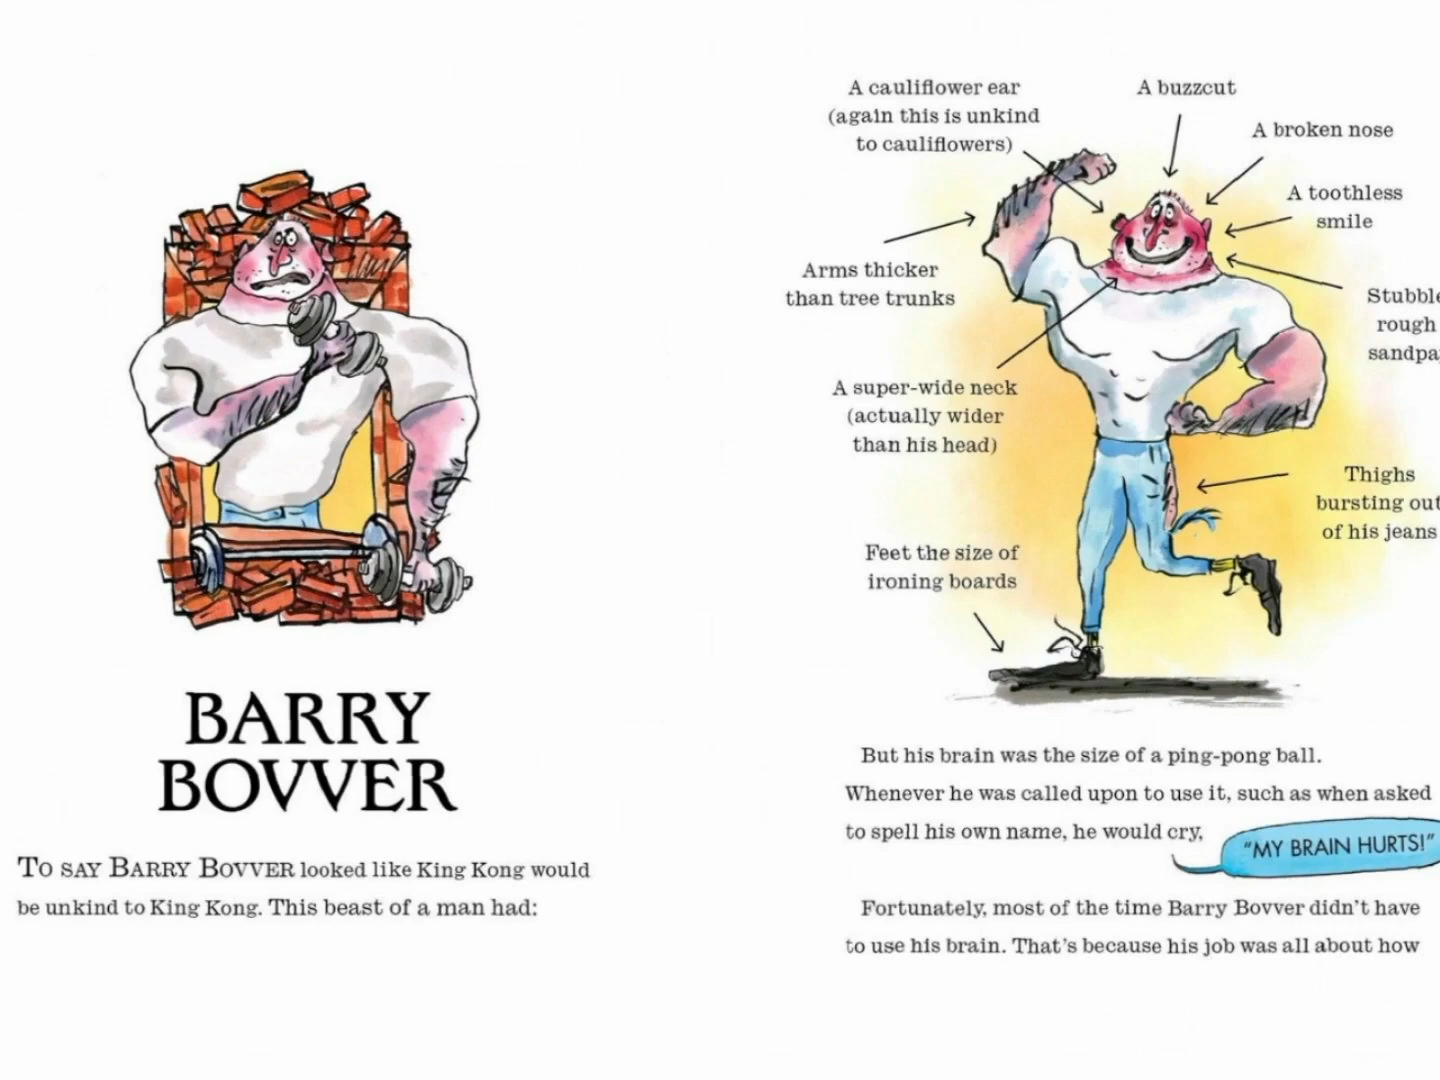 BARRY
BOVVER
TO SAY BARRY BOVVER looked like King Kong would
be unkind to King Kong. This beast of a man had:
A cauliflower ear
(again this is unkind
to cauliflowers)
A buzzcut
A broken nose
A toothless
smile
Arms thicker
than tree trunks
Stubble
rough
A super-wide neck
(actually wider
than his head)
Thighs
bursting out
of his jeans
Feet the size of
ironing boards
But his brain was the size of a ping-pong ball.
Whenever he was called upon to use it, such as when asked
to spell his own name, he would cry,
“MY BRAIN HURTS!”
Fortunately, most of the time Barry Bovver didn’t have
to use his brain. That’s because his job was all about how